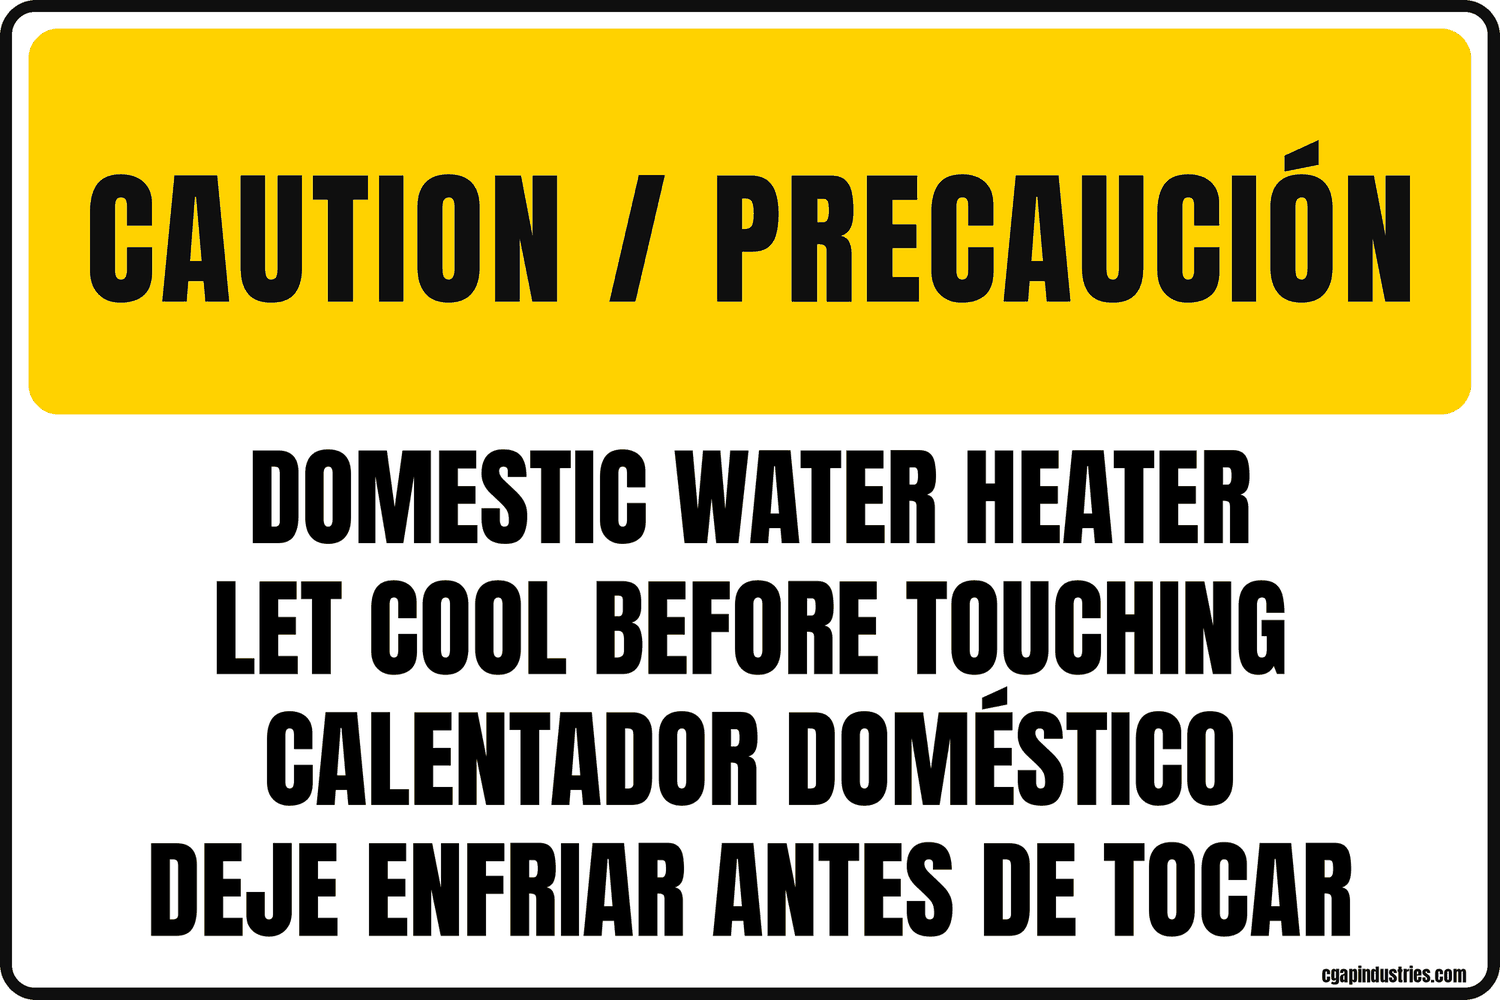 CAUTION / PRECAUCIÓN
DOMESTIC WATER HEATER
LET COOL BEFORE TOUCHING
CALENTADOR DOMÉSTICO
DEJE ENFRIAR ANTES DE TOCAR
cgapindustries.com